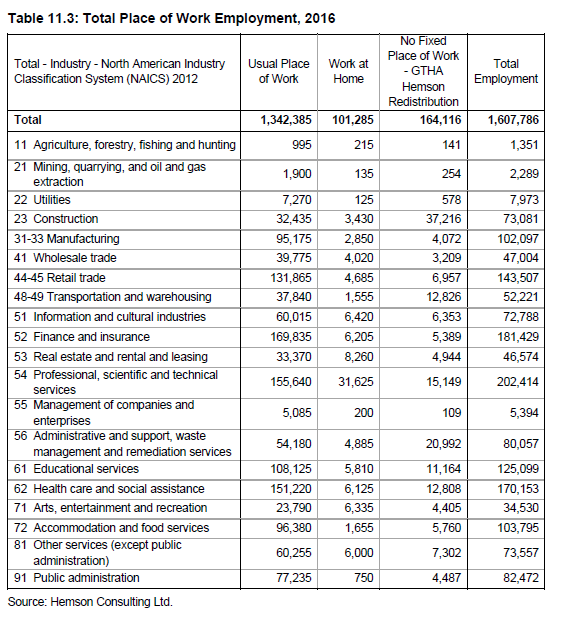 Table 11.3: Total Place of Work Employment, 2016
Total - Industry - North American Industry Classification System (NAICS) 2012 | Usual Place of Work | Work at Home | No Fixed Place of Work - GTHA Hemson Redistribution | Total Employment
Total 1,342,385 101,285 164,116 1,607,786
11 Agriculture, forestry, fishing and hunting 995 215 141 1,351
21 Mining, quarrying, and oil and gas extraction 1,900 135 254 2,289
22 Utilities 7,270 125 578 7,973
23 Construction 32,435 3,430 37,216 73,081
31-33 Manufacturing 95,175 2,850 4,072 102,097
41 Wholesale trade 39,775 4,020 3,209 47,004
44-45 Retail trade 131,865 4,685 6,957 143,507
48-49 Transportation and warehousing 37,840 1,555 12,826 52,221
51 Information and cultural industries 60,015 6,420 6,353 72,788
52 Finance and insurance 169,835 6,205 5,389 181,429
53 Real estate and rental and leasing 33,370 8,260 4,944 46,574
54 Professional, scientific and technical services 155,640 31,625 15,149 202,414
55 Management of companies and enterprises 5,085 200 109 5,394
56 Administrative and support, waste management and remediation services 54,180 4,885 20,992 80,057
61 Educational services 108,125 5,810 11,164 125,099
62 Health care and social assistance 151,220 6,125 12,808 170,153
71 Arts, entertainment and recreation 23,790 6,335 4,405 34,530
72 Accommodation and food services 96,380 1,655 5,760 103,795
81 Other services (except public administration) 60,255 6,000 7,302 73,557
91 Public administration 77,235 750 4,487 82,472
Source: Hemson Consulting Ltd.